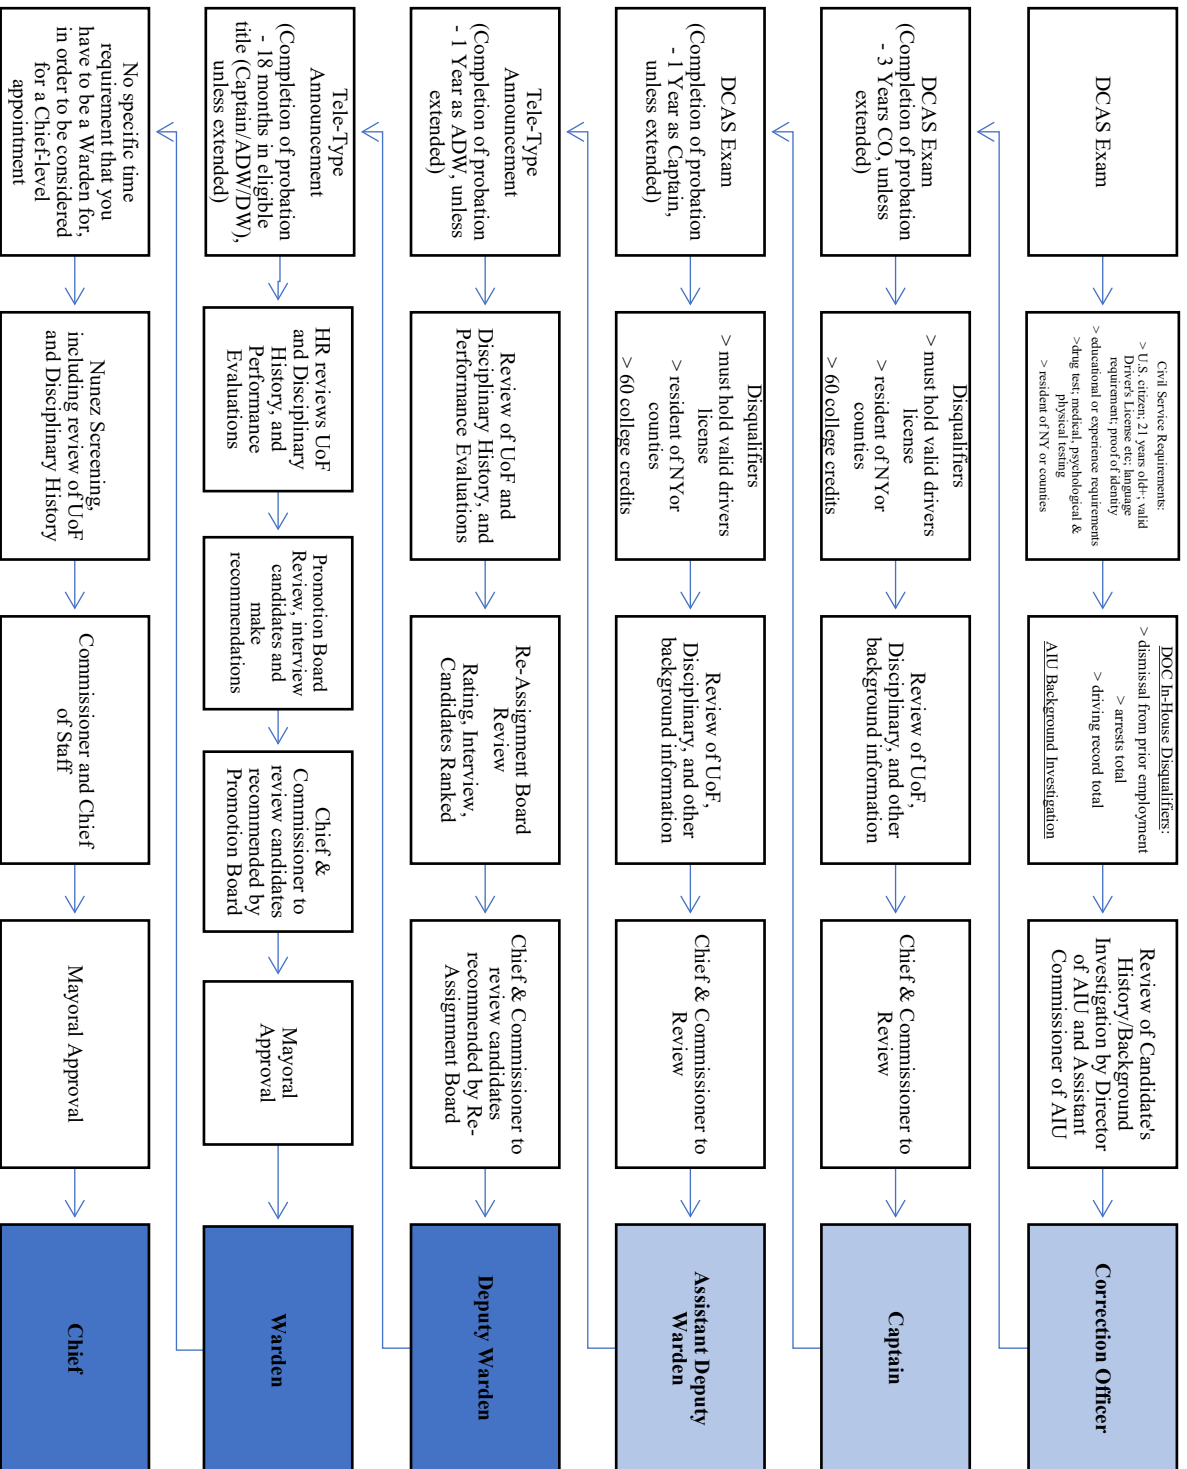 DCAS Exam
Civil Service Requirements:
> U.S. citizen; 21 years old+; valid
Driver's License etc; language
requirement; proof of identity
> educational or experience requirements
>drug test; medical, psychological &
physical testing
> resident of NY or counties
DOC In-House Disqualifiers:
> dismissal from prior employment
> arrests total
> driving record total
AIU Background Investigation
Review of Candidate's
History/Background
Investigation by Director
of AIU and Assistant
Commissioner of AIU
Correction Officer
DCAS Exam
(Completion of probation
- 3 Years CO, unless
extended)
Disqualifiers
> must hold valid drivers
license
> resident of NYor
counties
> 60 college credits
Review of UoF,
Disciplinary, and other
background information
Chief & Commissioner to
Review
Captain
DCAS Exam
(Completion of probation
- 1 Year as Captain,
unless extended)
Disqualifiers
> must hold valid drivers
license
> resident of NYor
counties
> 60 college credits
Review of UoF,
Disciplinary, and other
background information
Chief & Commissioner to
Review
Assistant Deputy
Warden
Tele-Type
Announcement
(Completion of probation
- 1 Year as ADW, unless
extended)
Review of UoF and
Disciplinary History, and
Performance Evaluations
Re-Assignment Board
Review
Rating, Interview,
Candidates Ranked
Chief & Commissioner to
review candidates
recommended by Re-
Assignment Board
Deputy Warden
Tele-Type
Announcement
(Completion of probation
- 18 months in eligible
title (Captain/ADW/DW),
unless extended)
HR reviews UoF
and Disciplinary
History, and
Performance
Evaluations
Promotion Board
Review, interview
candidates and
make
recommendations
Chief &
Commissioner to
review candidates
recommended by
Promotion Board
Mayoral
Approval
Warden
No specific time
requirement that you
have to be a Warden for,
in order to be considered
for a Chief-level
appointment
Nunez Screening,
including review of UoF
and Disciplinary History
Commissioner and Chief
of Staff
Mayoral Approval
Chief